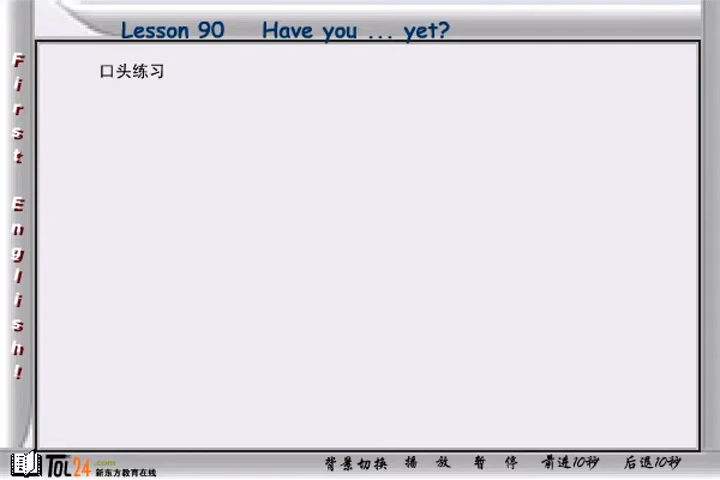 Lesson 90 Have you ... yet?
口头练习
First English!
TOL24.com
新东方教育在线
背景切换 播放 暂停 前进10秒 后退10秒